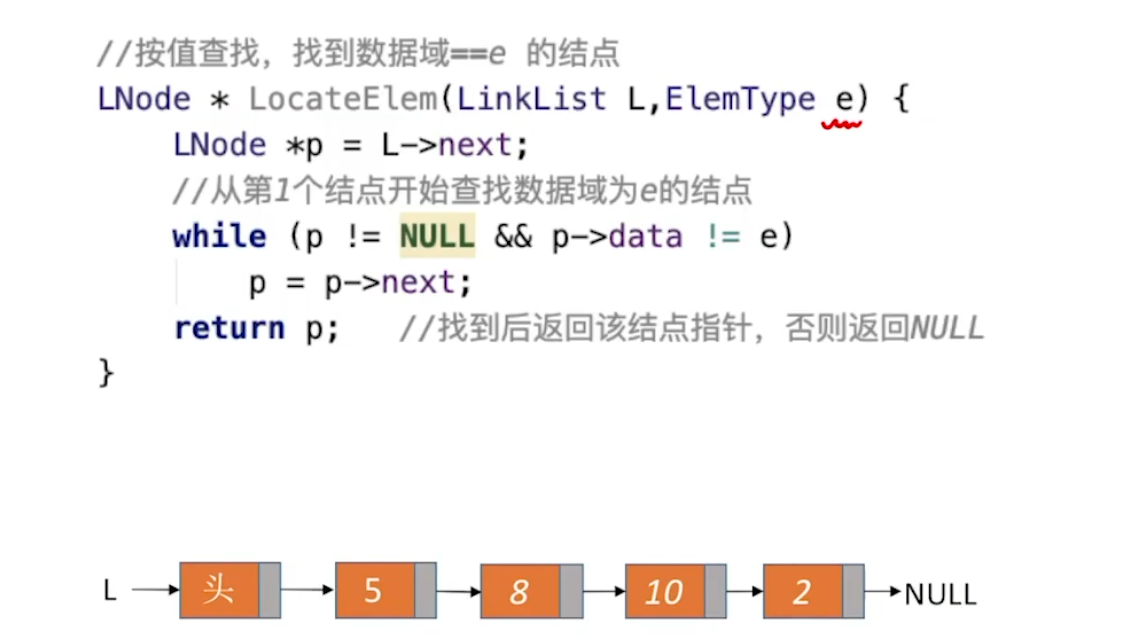 //按值查找，找到数据域==e 的结点
LNode * LocateElem(LinkList L,ElemType e) {
    LNode *p = L->next;
    //从第1个结点开始查找数据域为e的结点
    while (p != NULL && p->data != e)
        p = p->next;
    return p;   //找到后返回该结点指针，否则返回NULL
}
L 头 5 8 10 2 NULL